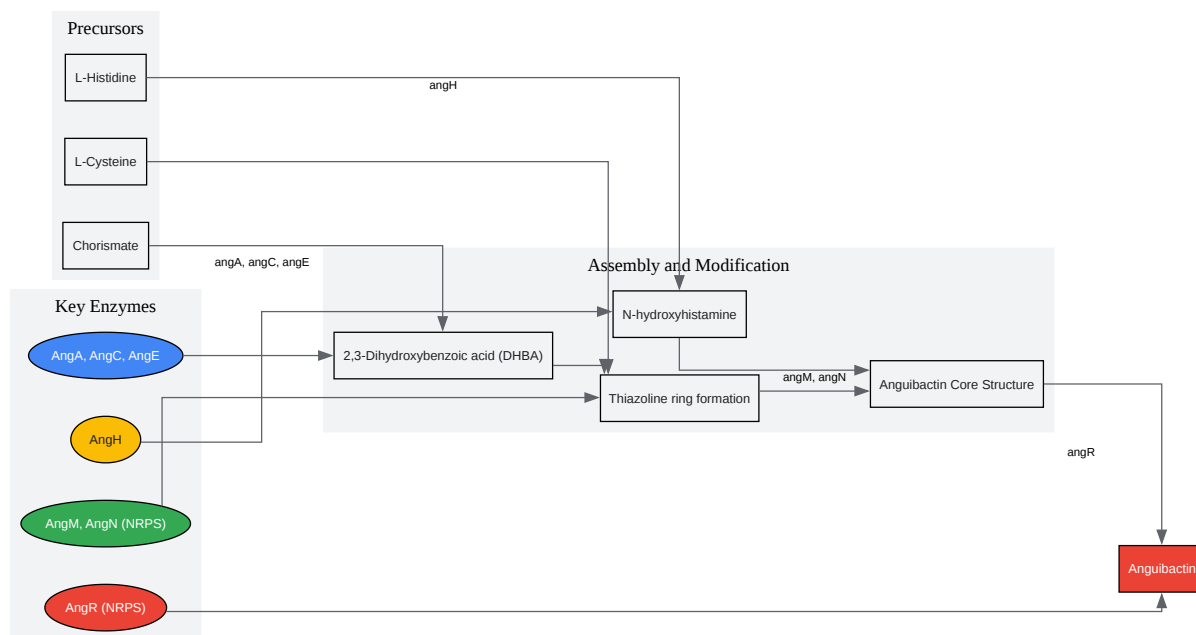 Precursors
L-Histidine
angH
L-Cysteine
Chorismate
angA, angC, angE
Assembly and Modification
Key Enzymes
N-hydroxyhistamine
AngA, AngC, AngE
2,3-Dihydroxybenzoic acid (DHBA)
angM, angN
Anguibactin Core Structure
Thiazoline ring formation
AngH
angR
AngM, AngN (NRPS)
Anguibactin
AngR (NRPS)